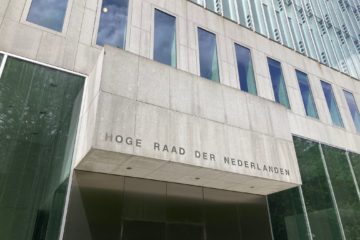 HOGE RAAD DER NEDERLANDEN